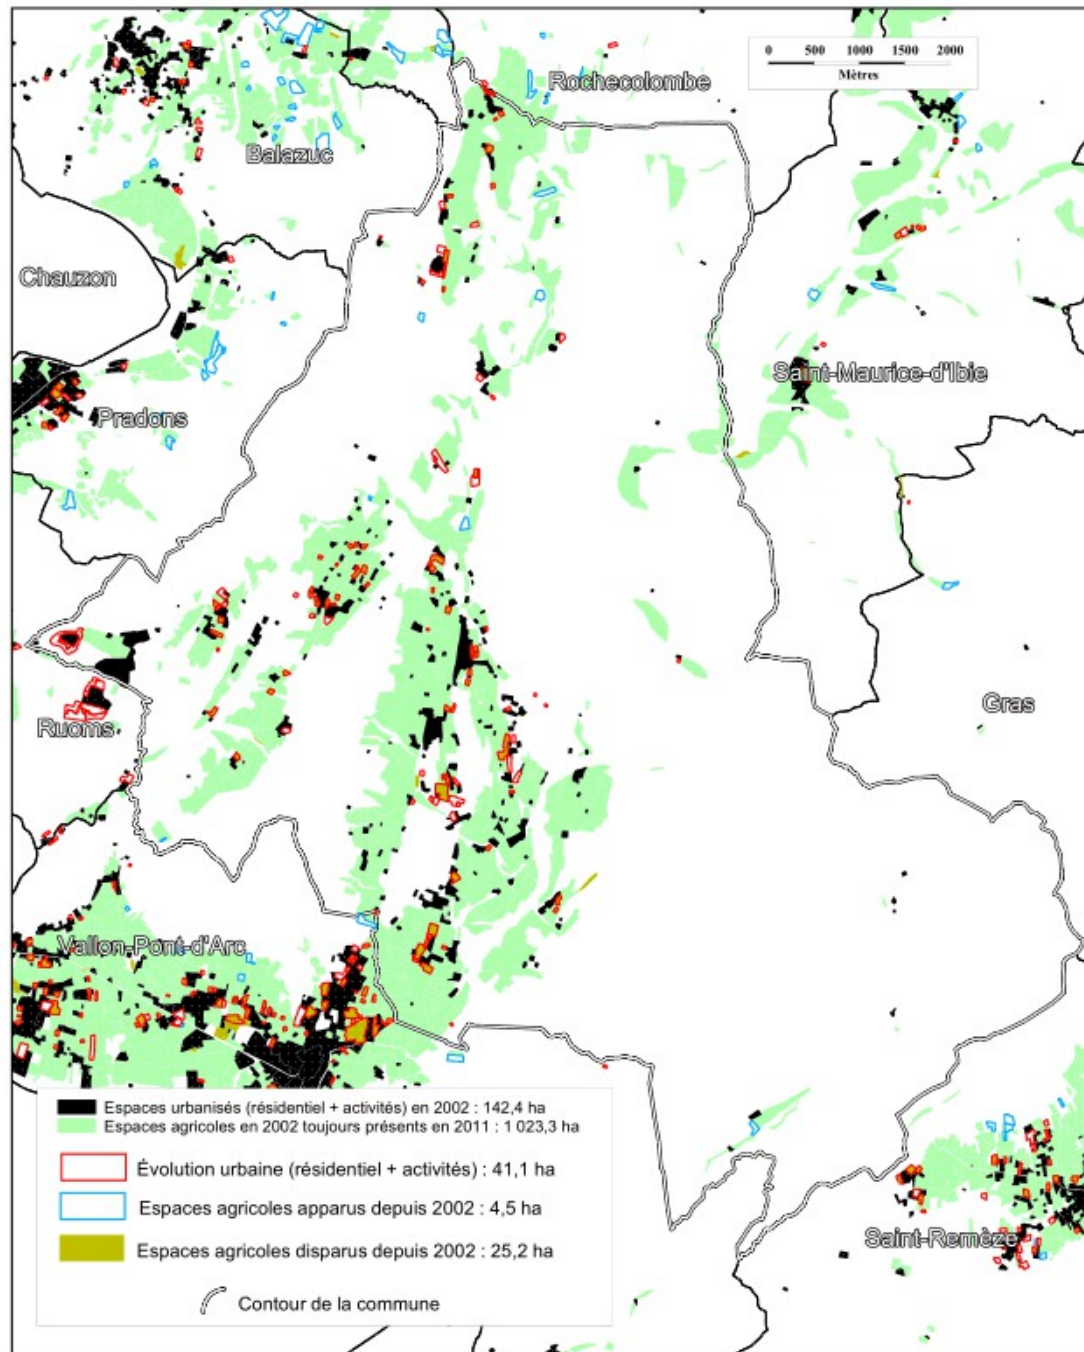 0 500 1000 1500 2000
Mètres
Rochecolombe
Balazuc
Chauzon
Saint-Maurice-d'Ibie
Pradons
Gras
Ruoms
Vallon-Pont-d'Arc
Espaces urbanisés (résidentiel + activités) en 2002 : 142,4 ha
Espaces agricoles en 2002 toujours présents en 2011 : 1 023,3 ha
Évolution urbaine (résidentiel + activités) : 41,1 ha
Espaces agricoles apparus depuis 2002 : 4,5 ha
Saint-Remèze
Espaces agricoles disparus depuis 2002 : 25,2 ha
Contour de la commune